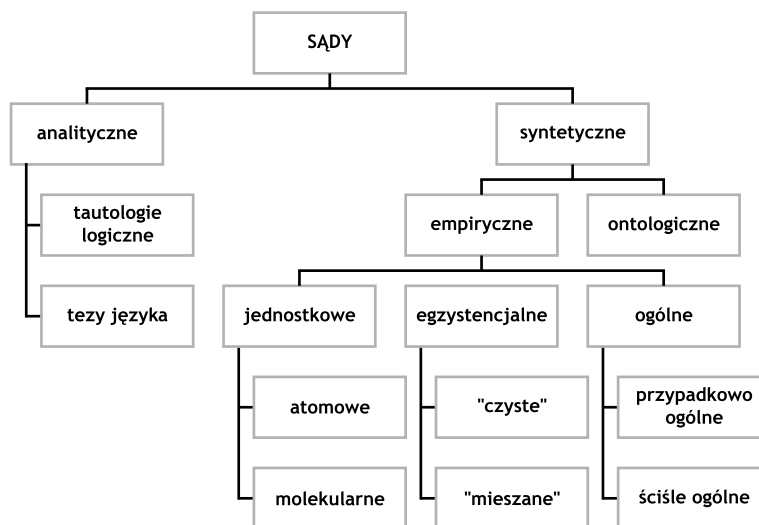 SĄDY
analityczne
syntetyczne
tautologie
logiczne
empiryczne
ontologiczne
tezy języka
jednostkowe
egzystencjalne
ogólne
atomowe
"czyste"
przypadkowo
ogólne
molekularne
"mieszane"
ściśle ogólne